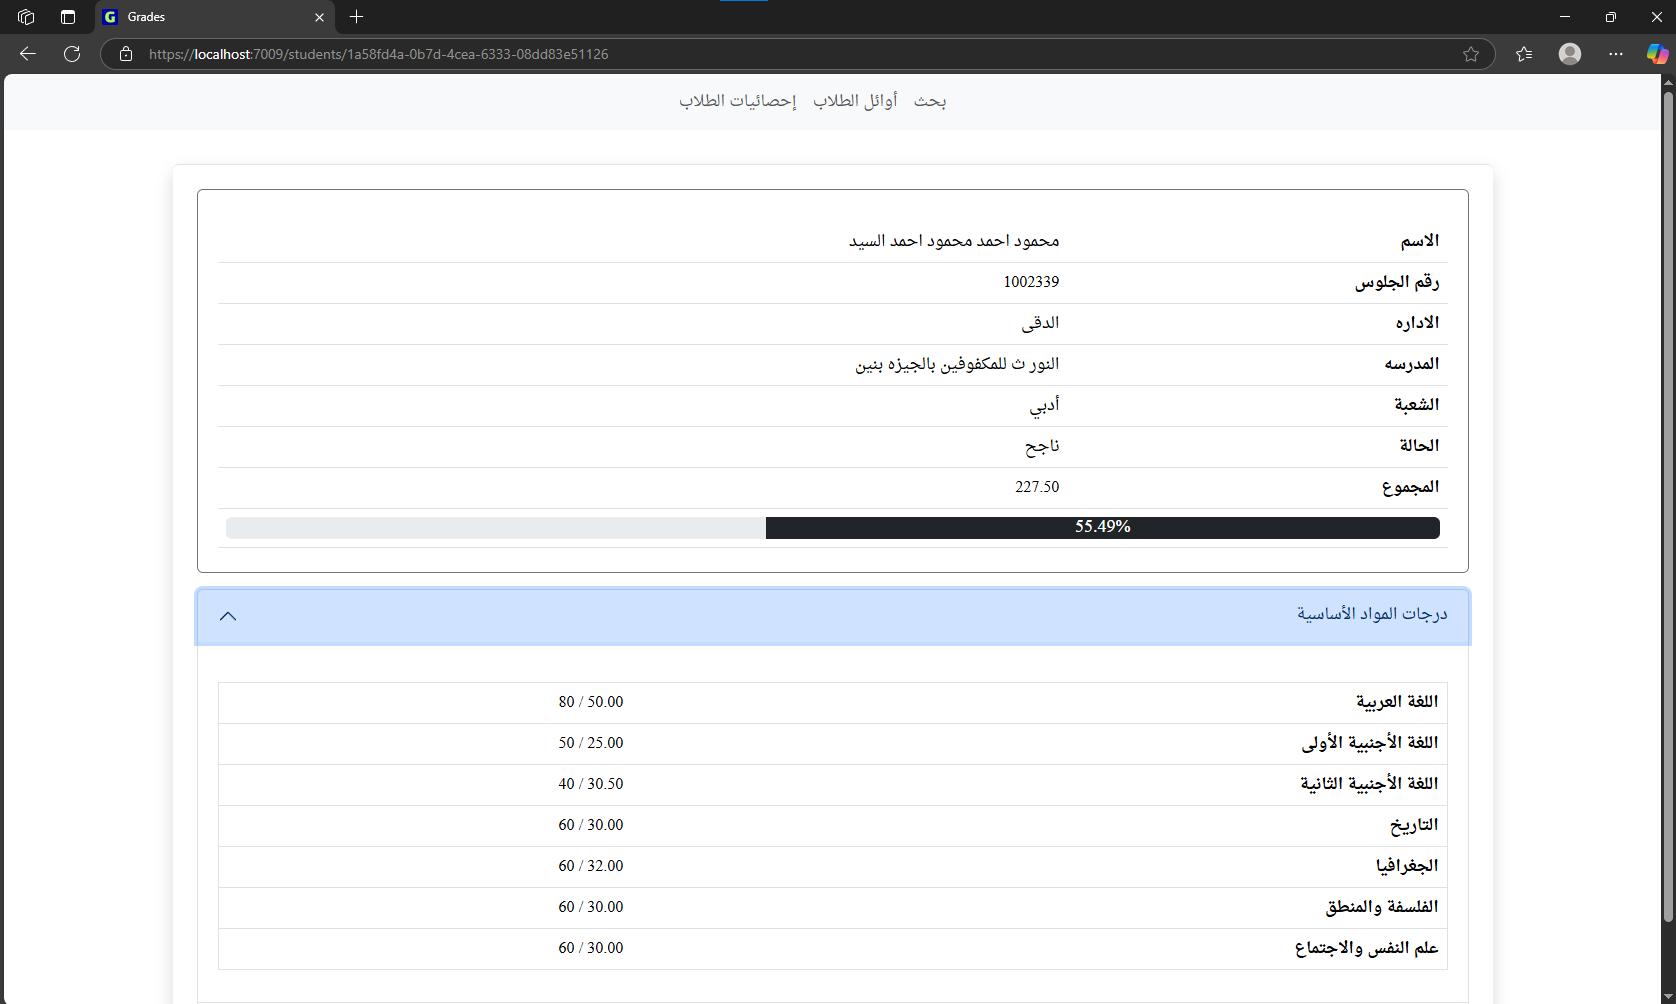 Grades
https://localhost:7009/students/1a58fd4a-0b7d-4cea-6333-08dd83e51126
بحث أوائل الطلاب إحصائيات الطلاب
الاسم محمود احمد محمود احمد السيد
رقم الجلوس 1002339
الاداره الدقى
المدرسه النور ث للمكفوفين بالجيزه بنين
الشعبة أدبي
الحالة ناجح
المجموع 227.50
55.49%
درجات المواد الأساسية
اللغة العربية 80 / 50.00
اللغة الأجنبية الأولى 50 / 25.00
اللغة الأجنبية الثانية 40 / 30.50
التاريخ 60 / 30.00
الجغرافيا 60 / 32.00
الفلسفة والمنطق 60 / 30.00
علم النفس والاجتماع 60 / 30.00